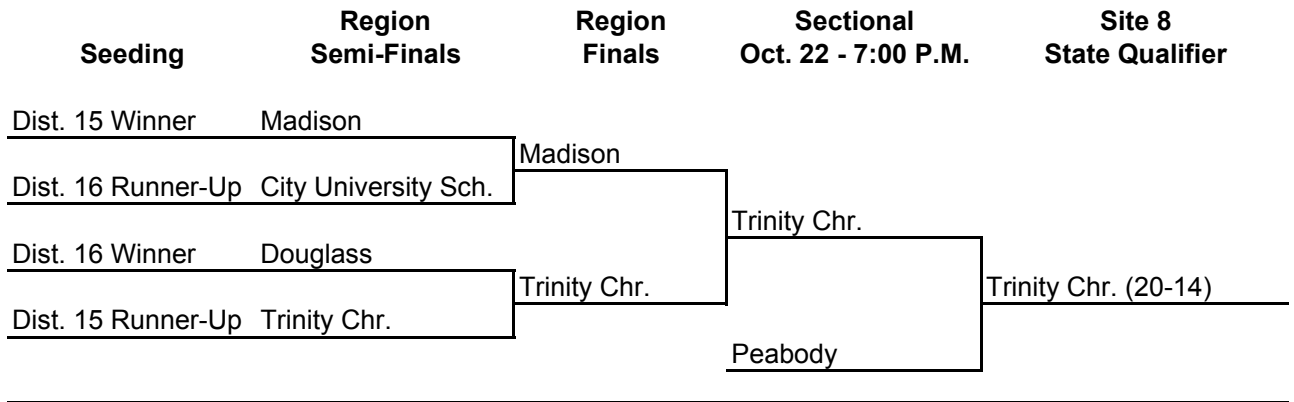 Seeding
Region Semi-Finals
Region Finals
Sectional Oct. 22 - 7:00 P.M.
Site 8 State Qualifier
Dist. 15 Winner Madison
Madison
Dist. 16 Runner-Up City University Sch.
Trinity Chr.
Dist. 16 Winner Douglass
Trinity Chr.
Trinity Chr. (20-14)
Dist. 15 Runner-Up Trinity Chr.
Peabody